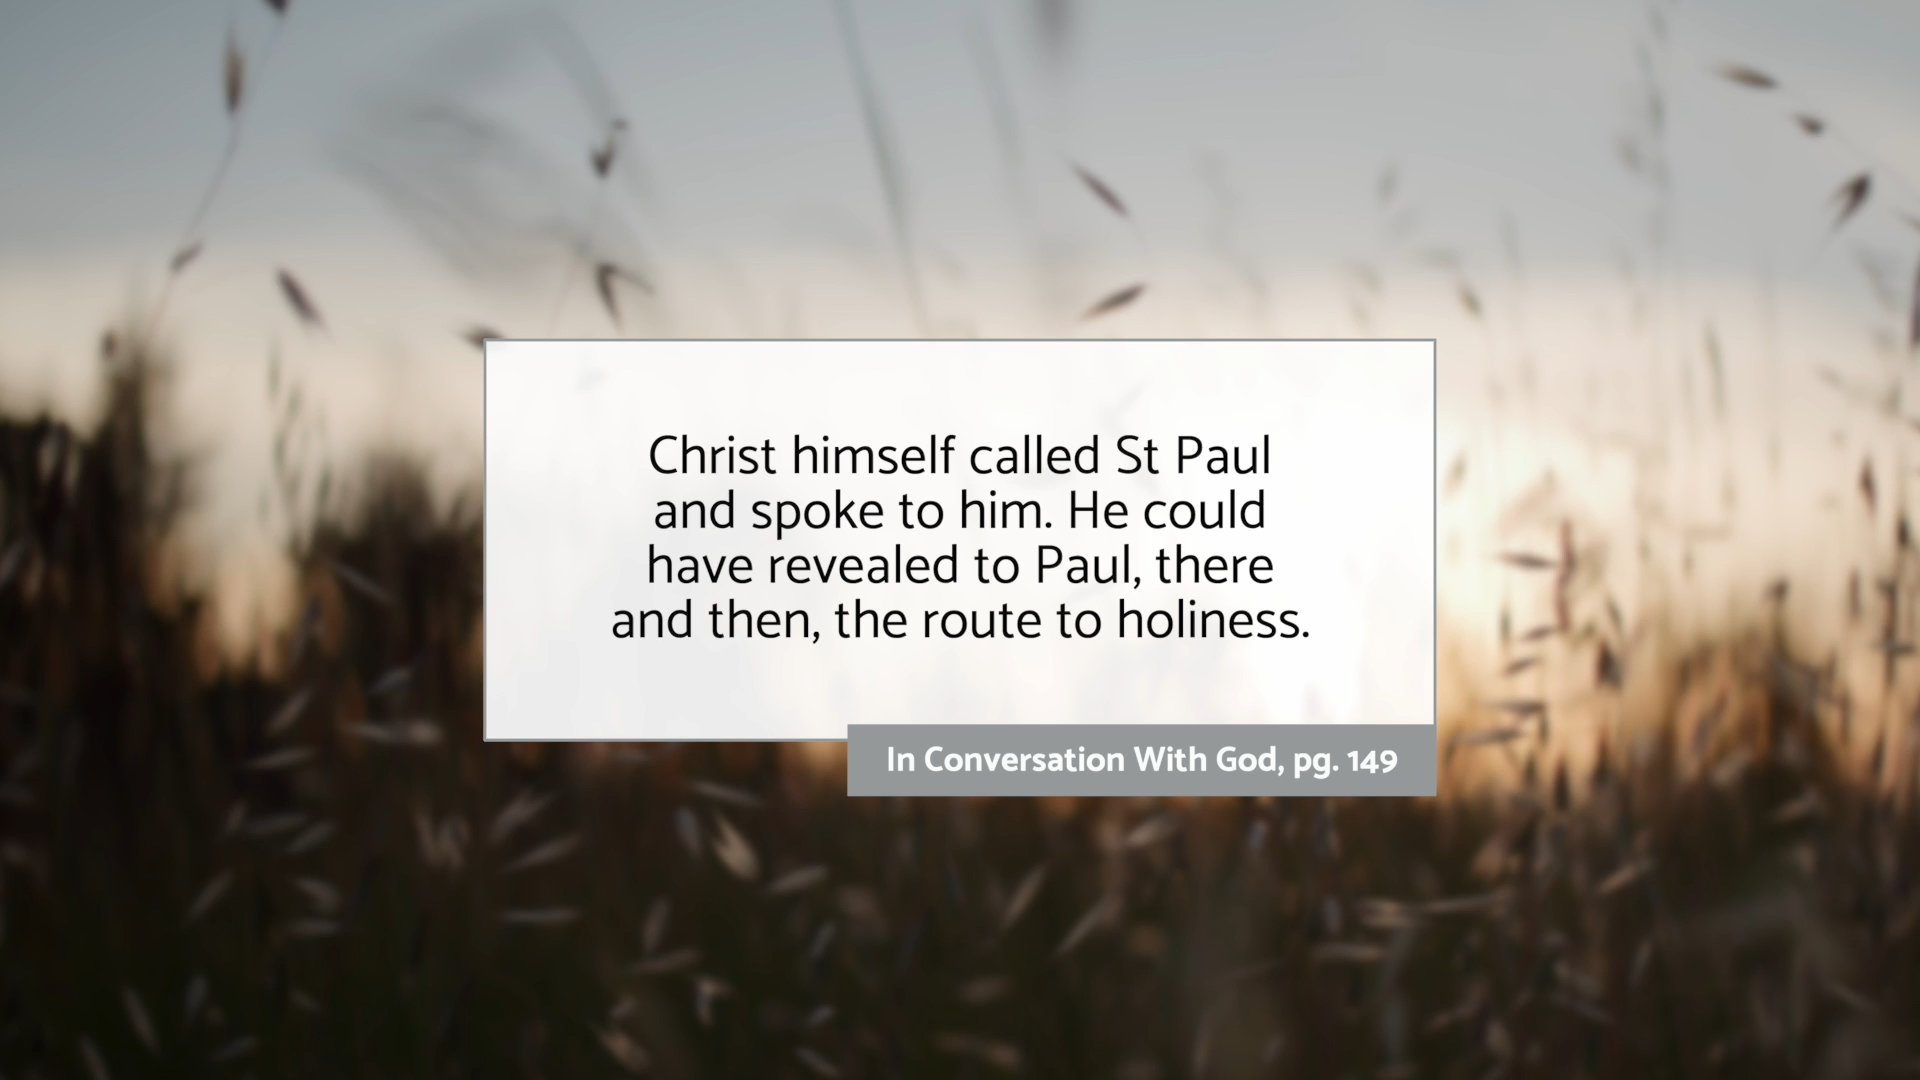 Christ himself called St Paul
and spoke to him. He could
have revealed to Paul, there
and then, the route to holiness.
In Conversation With God, pg. 149